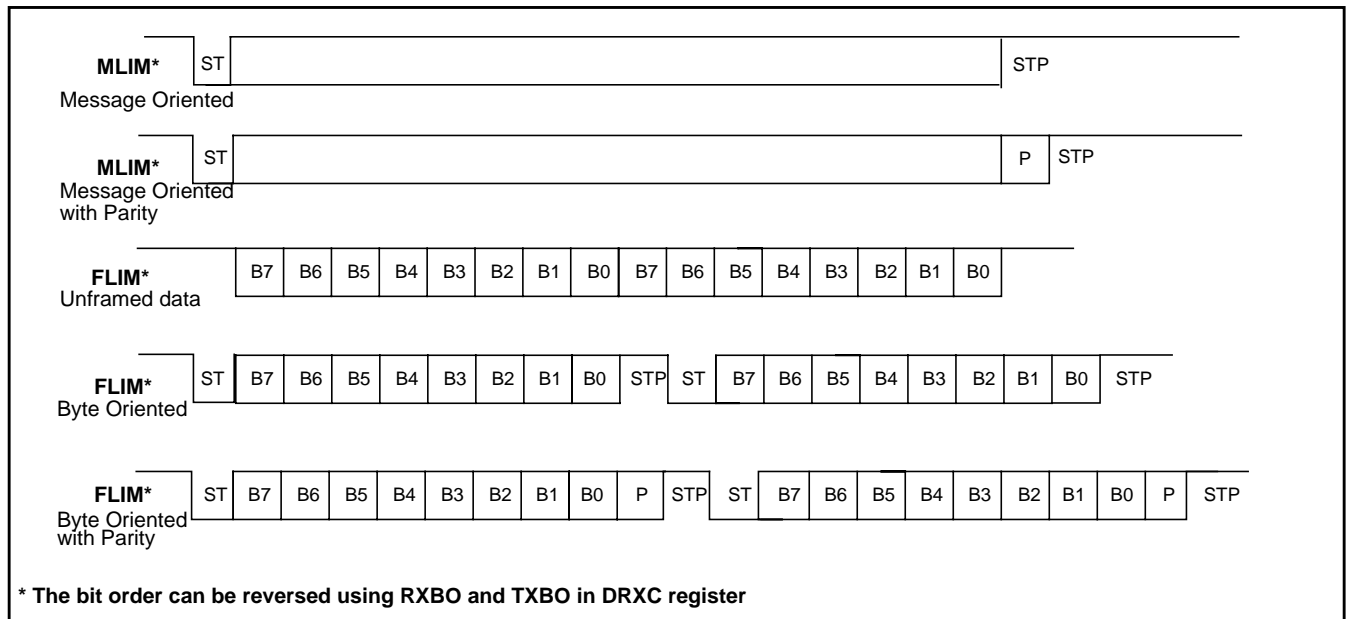 MLIM* ST STP
Message Oriented
MLIM* ST P STP
Message Oriented
with Parity
FLIM* B7 B6 B5 B4 B3 B2 B1 B0 B7 B6 B5 B4 B3 B2 B1 B0
Unframed data
FLIM* ST B7 B6 B5 B4 B3 B2 B1 B0 STP ST B7 B6 B5 B4 B3 B2 B1 B0 STP
Byte Oriented
FLIM* ST B7 B6 B5 B4 B3 B2 B1 B0 P STP ST B7 B6 B5 B4 B3 B2 B1 B0 P STP
Byte Oriented
with Parity
* The bit order can be reversed using RXBO and TXBO in DRXC register